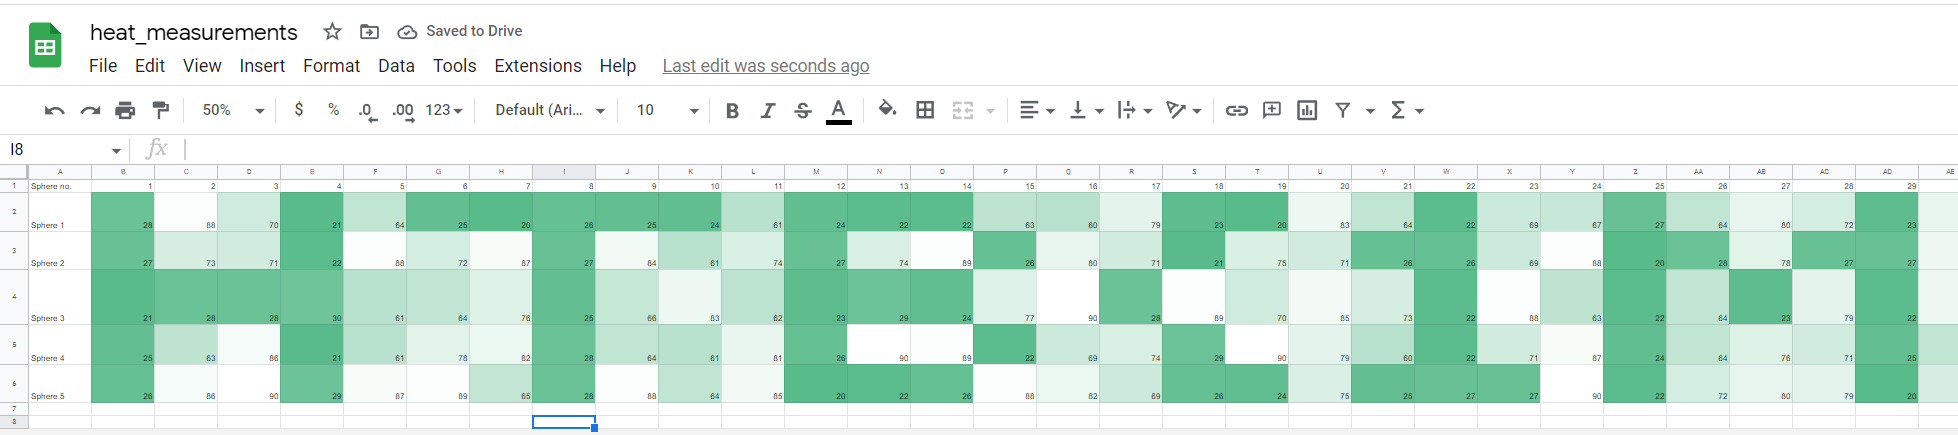 heat_measurements Saved to Drive
File Edit View Insert Format Data Tools Extensions Help Last edit was seconds ago
50% $ % .0 .00 123 Default (Ari... 10 B I S A
I8 fx
A B C D E F G H I J K L M N O P Q R S T U V W X Y Z AA AB AC AD AE
1 Sphere no. 1 2 3 4 5 6 7 8 9 10 11 12 13 14 15 16 17 18 19 20 21 22 23 24 25 26 27 28 29
2 Sphere 1 28 88 70 21 64 25 20 26 25 24 61 24 22 22 63 60 79 23 20 83 64 22 69 67 27 64 80 72 23
3 Sphere 2 27 73 71 22 88 72 87 27 84 61 74 27 74 89 26 80 71 21 75 71 26 26 69 88 20 28 78 27 27
4 Sphere 3 21 28 28 30 61 64 76 25 66 83 62 23 29 24 77 90 28 89 70 85 73 22 88 63 22 64 23 79 22
5 Sphere 4 25 63 86 21 61 78 82 28 64 61 81 26 90 89 22 69 74 29 90 79 60 22 71 87 24 64 76 71 25
6 Sphere 5 26 86 90 29 87 89 65 28 88 64 85 20 22 26 88 82 69 26 24 75 25 27 27 90 22 72 80 79 20
7
8